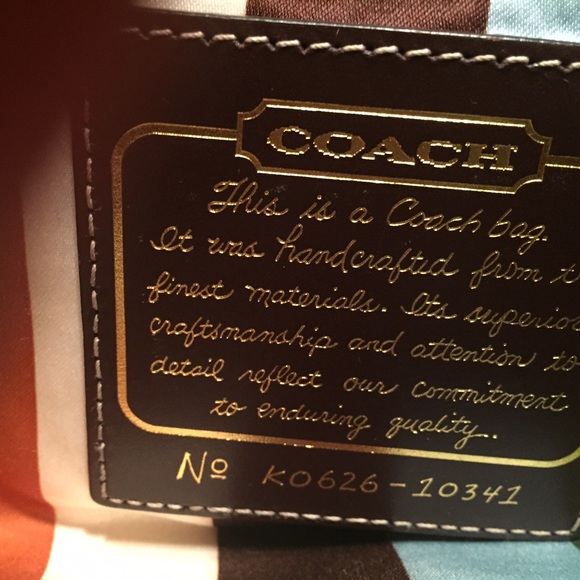 COACH
This is a Coach bag.
It was handcrafted from
finest materials. Its
craftsmanship and attention to
detail reflect our commitment
to enduring quality.
No K0626-10341